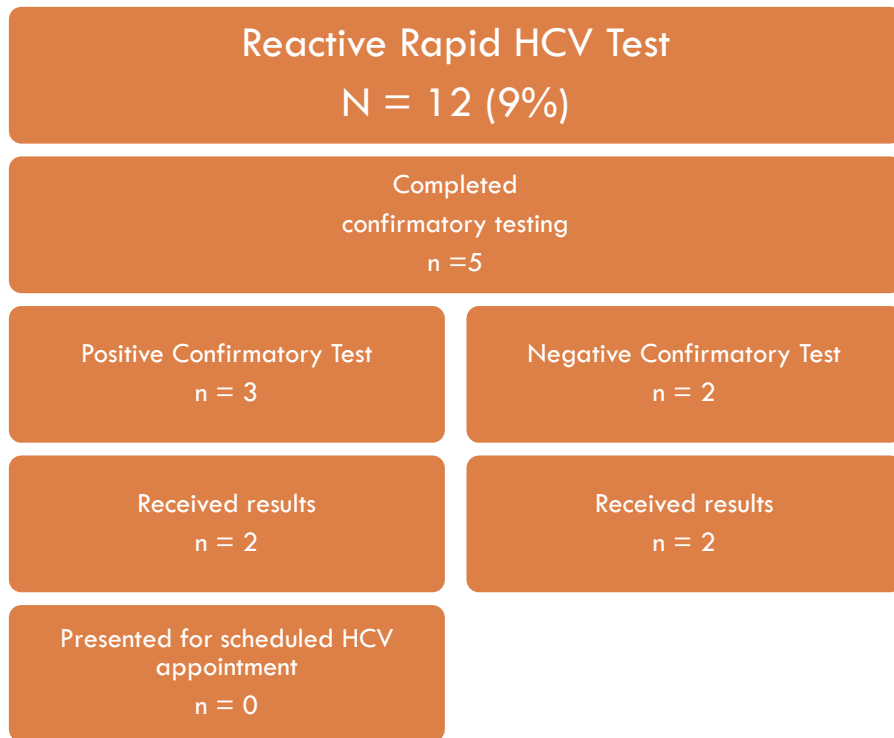 Reactive Rapid HCV Test
N = 12 (9%)
Completed
confirmatory testing
n =5
Positive Confirmatory Test
n = 3
Negative Confirmatory Test
n = 2
Received results
n = 2
Received results
n = 2
Presented for scheduled HCV
appointment
n = 0